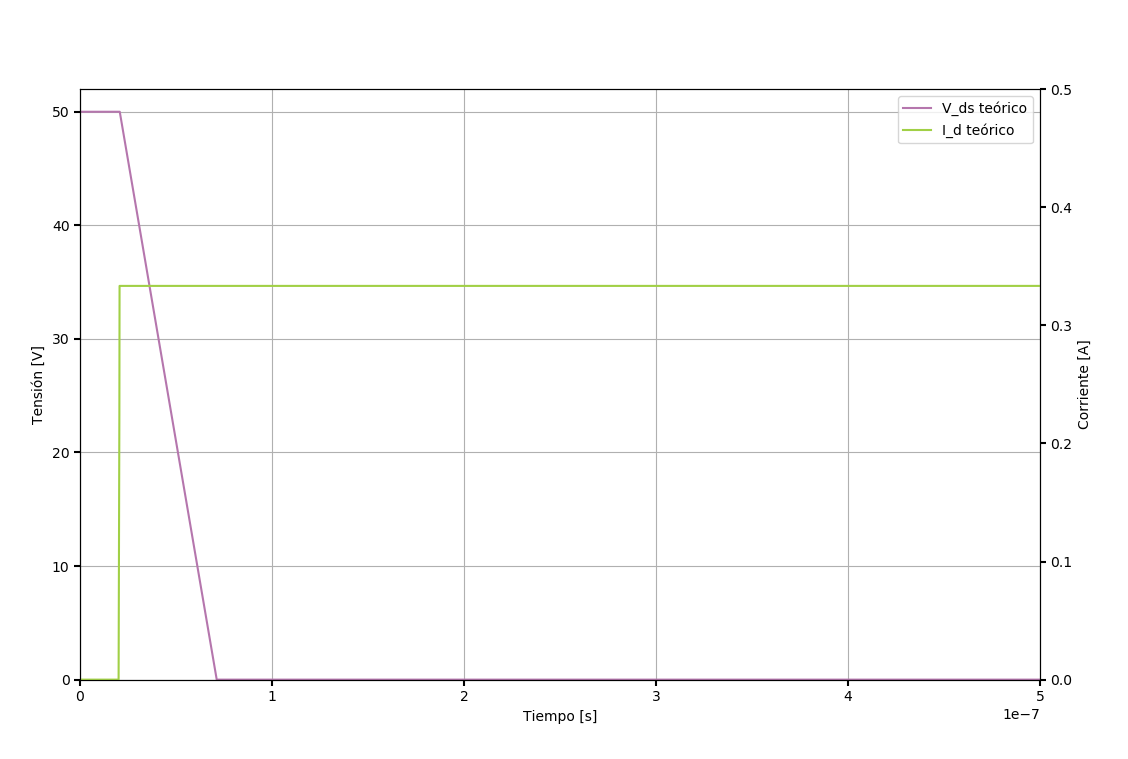 V_ds teórico
I_d teórico
50
40
30
20
10
0
Tensión [V]
0.5
0.4
0.3
0.2
0.1
0.0
Corriente [A]
0 1 2 3 4 5
1e−7
Tiempo [s]